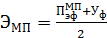 Э_МП = (П_эф^МП + У_ф) / 2